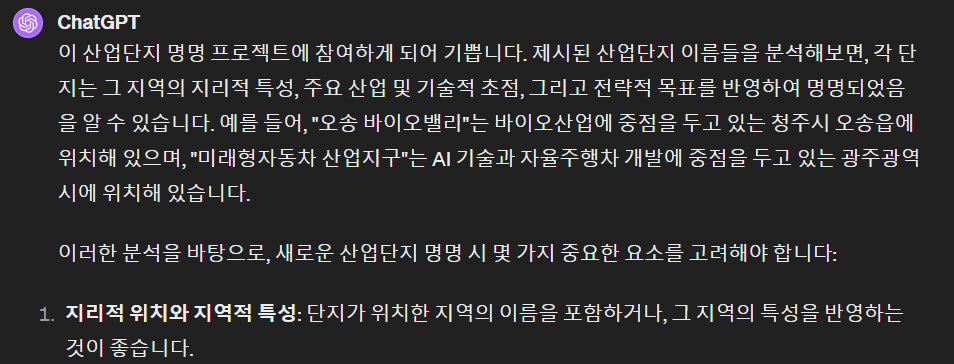 ChatGPT
이 산업단지 명명 프로젝트에 참여하게 되어 기쁩니다. 제시된 산업단지 이름들을 분석해보면, 각 단
지는 그 지역의 지리적 특성, 주요 산업 및 기술적 초점, 그리고 전략적 목표를 반영하여 명명되었음
을 알 수 있습니다. 예를 들어, "오송 바이오밸리"는 바이오산업에 중점을 두고 있는 청주시 오송읍에
위치해 있으며, "미래형자동차 산업지구"는 AI 기술과 자율주행차 개발에 중점을 두고 있는 광주광역
시에 위치해 있습니다.
이러한 분석을 바탕으로, 새로운 산업단지 명명 시 몇 가지 중요한 요소를 고려해야 합니다:
1. 지리적 위치와 지역적 특성: 단지가 위치한 지역의 이름을 포함하거나, 그 지역의 특성을 반영하는
것이 좋습니다.